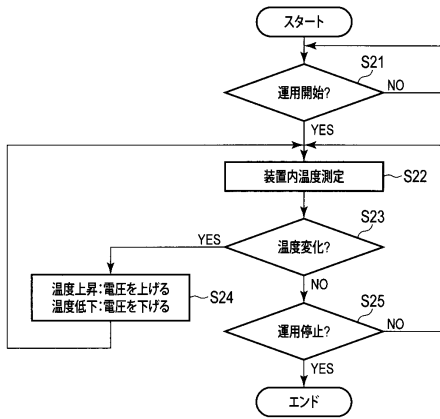 スタート
S21
運用開始?
NO
YES
装置内温度測定
S22
S23
温度変化?
YES
NO
温度上昇:電圧を上げる
温度低下:電圧を下げる
S24
S25
運用停止?
NO
YES
エンド